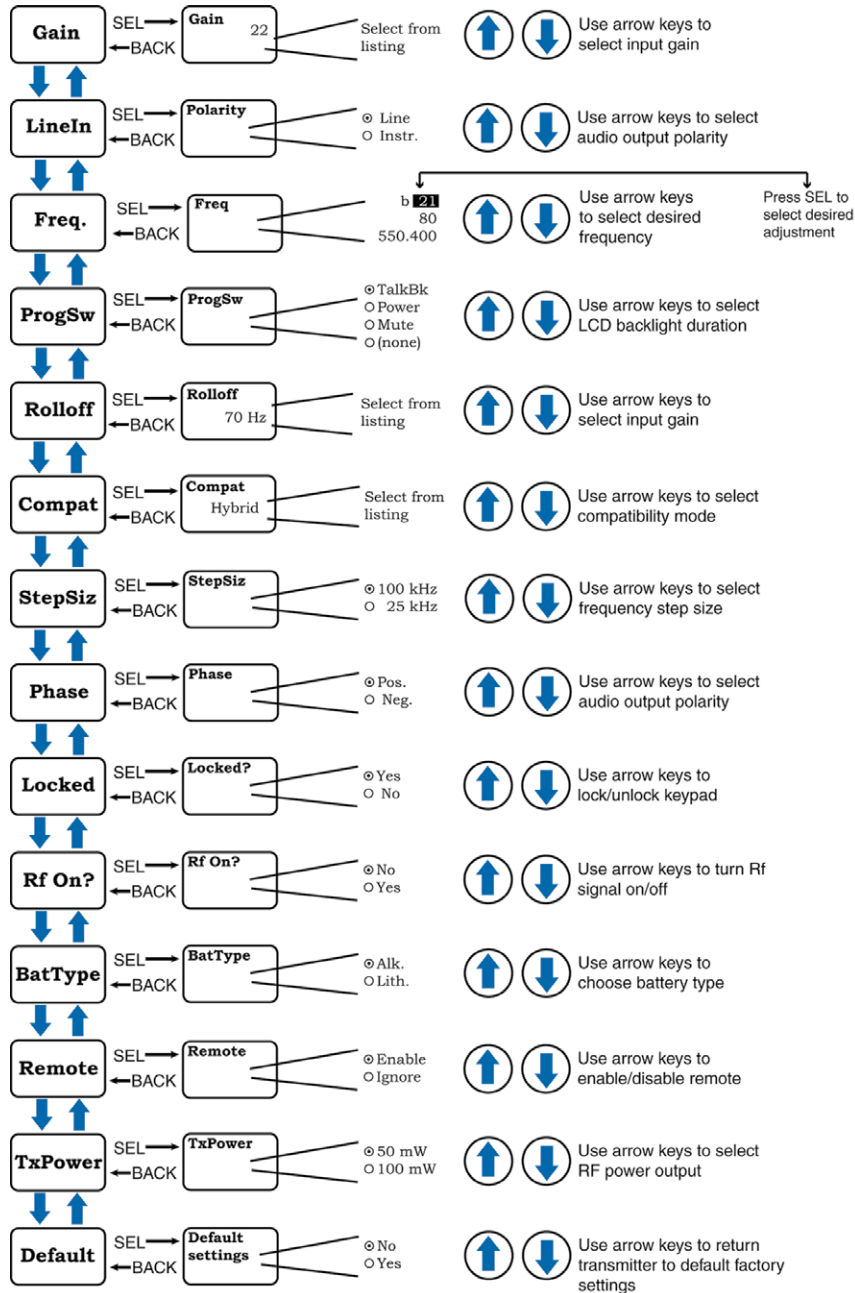 Gain
SEL
BACK
Gain
22
Select from
listing
Use arrow keys to
select input gain
LineIn
SEL
BACK
Polarity
Line
Instr.
Use arrow keys to select
audio output polarity
Freq.
SEL
BACK
Freq
b 21
80
550.400
Use arrow keys
to select desired
frequency
Press SEL to
select desired
adjustment
ProgSw
SEL
BACK
ProgSw
TalkBk
Power
Mute
(none)
Use arrow keys to select
LCD backlight duration
Rolloff
SEL
BACK
Rolloff
70 Hz
Select from
listing
Use arrow keys to
select input gain
Compat
SEL
BACK
Compat
Hybrid
Select from
listing
Use arrow keys to select
compatibility mode
StepSiz
SEL
BACK
StepSiz
100 kHz
25 kHz
Use arrow keys to select
frequency step size
Phase
SEL
BACK
Phase
Pos.
Neg.
Use arrow keys to select
audio output polarity
Locked
SEL
BACK
Locked?
Yes
No
Use arrow keys to
lock/unlock keypad
Rf On?
SEL
BACK
Rf On?
No
Yes
Use arrow keys to turn Rf
signal on/off
BatType
SEL
BACK
BatType
Alk.
Lith.
Use arrow keys to
choose battery type
Remote
SEL
BACK
Remote
Enable
Ignore
Use arrow keys to
enable/disable remote
TxPower
SEL
BACK
TxPower
50 mW
100 mW
Use arrow keys to select
RF power output
Default
SEL
BACK
Default
settings
No
Yes
Use arrow keys to return
transmitter to default factory
settings